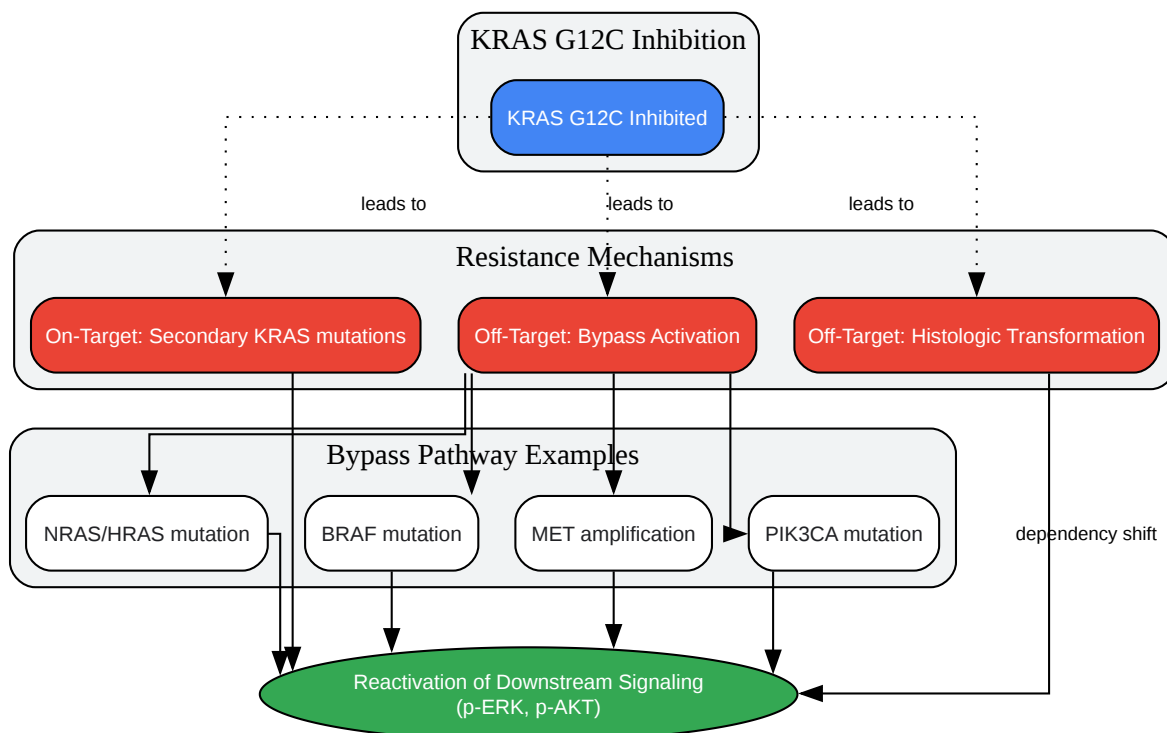 KRAS G12C Inhibition
KRAS G12C Inhibited
leads to
leads to
leads to
Resistance Mechanisms
On-Target: Secondary KRAS mutations
Off-Target: Bypass Activation
Off-Target: Histologic Transformation
Bypass Pathway Examples
NRAS/HRAS mutation
BRAF mutation
MET amplification
PIK3CA mutation
dependency shift
Reactivation of Downstream Signaling
(p-ERK, p-AKT)